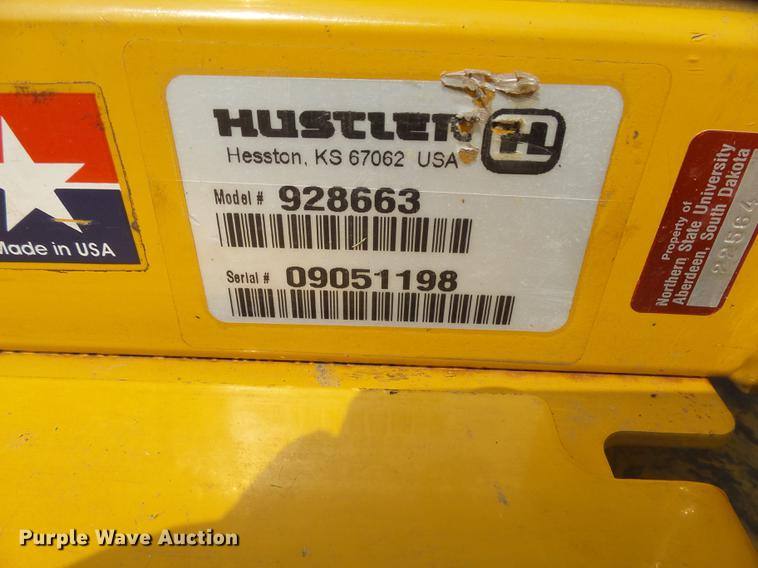 HUSTLER H
Hesston, KS 67062 USA
Model # 928663
Serial # 09051198
Made in USA
Property of
Northern State University
Aberdeen, South Dakota
22564
Purple Wave Auction